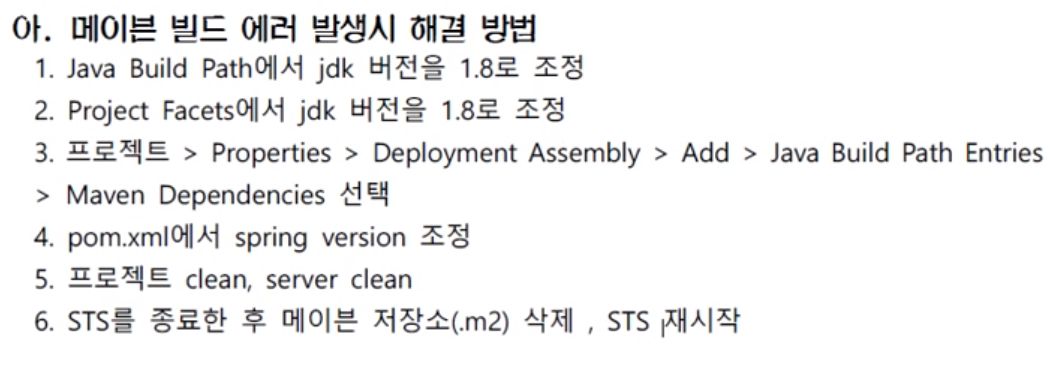 아. 메이븐 빌드 에러 발생시 해결 방법
1. Java Build Path에서 jdk 버전을 1.8로 조정
2. Project Facets에서 jdk 버전을 1.8로 조정
3. 프로젝트 > Properties > Deployment Assembly > Add > Java Build Path Entries
> Maven Dependencies 선택
4. pom.xml에서 spring version 조정
5. 프로젝트 clean, server clean
6. STS를 종료한 후 메이븐 저장소(.m2) 삭제 , STS 재시작